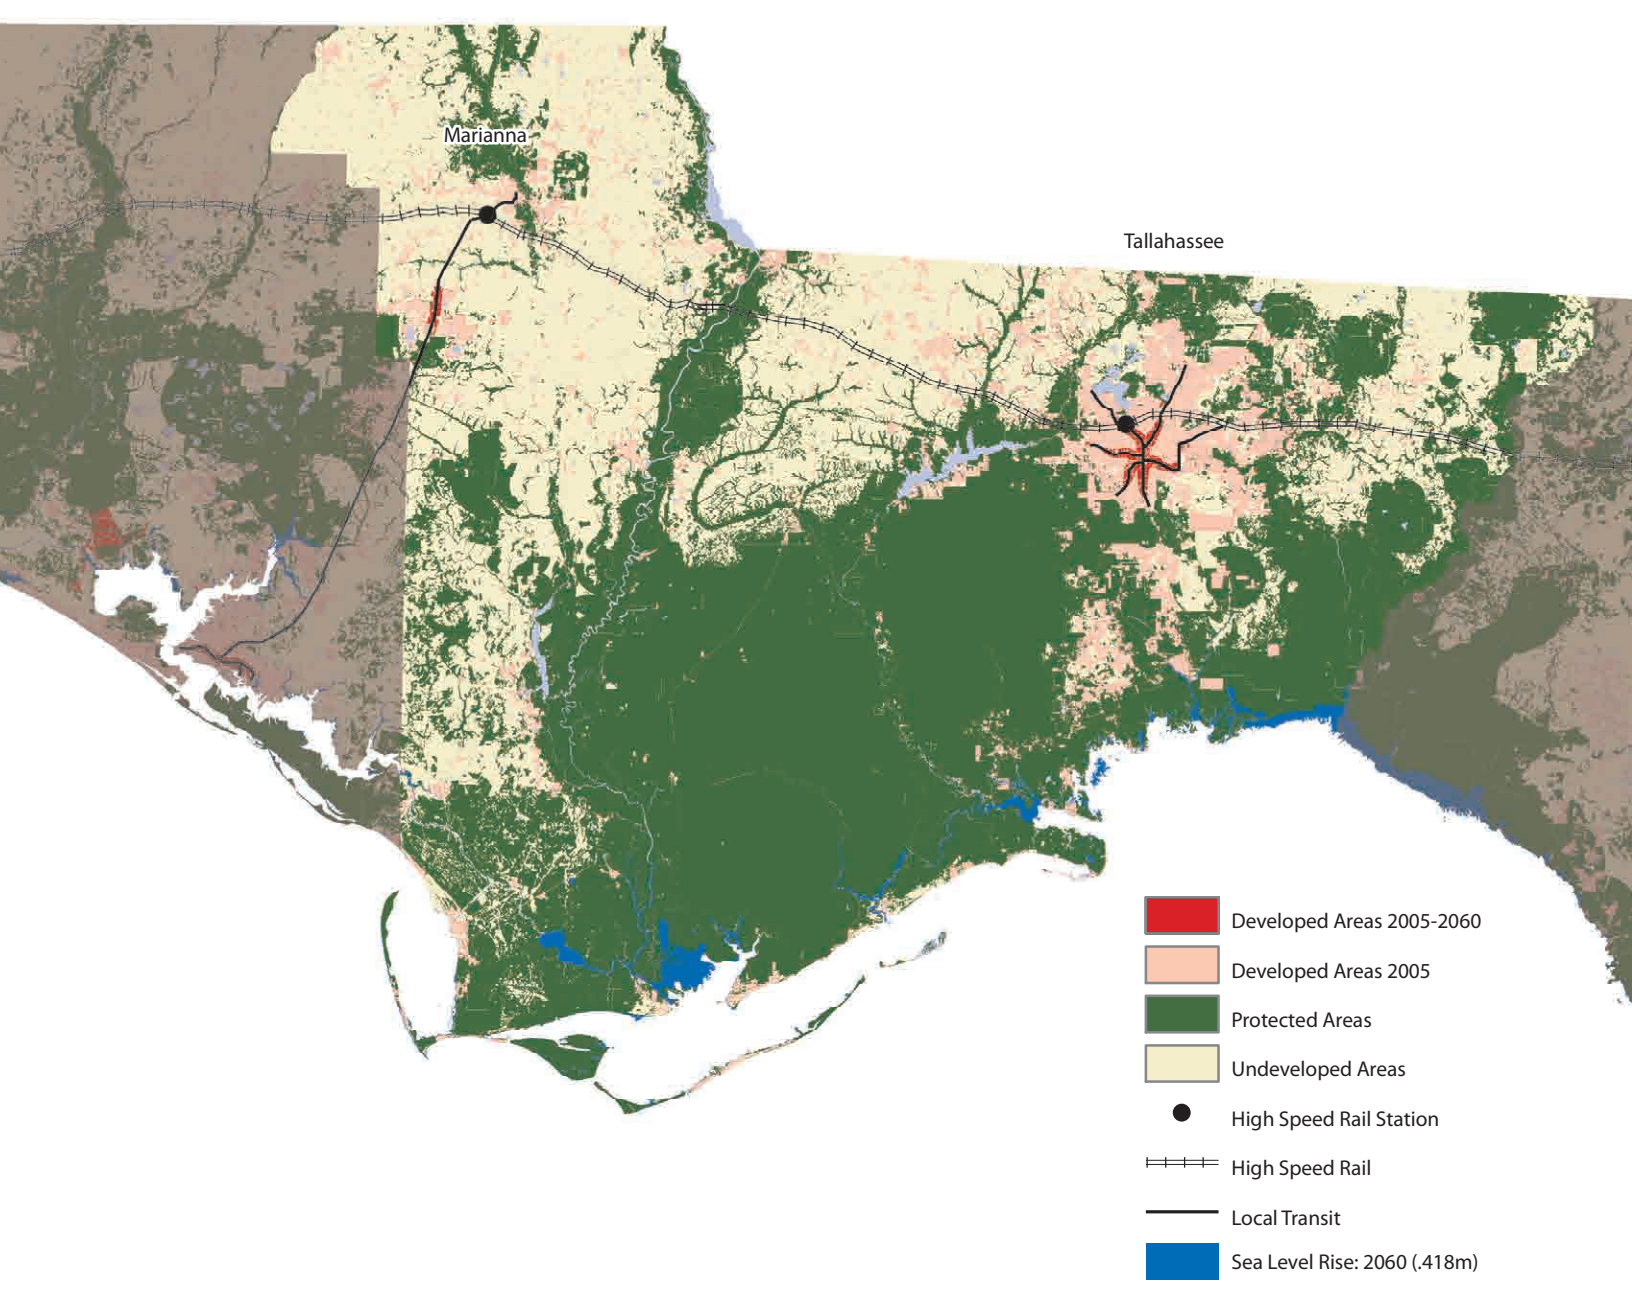 Marianna
Tallahassee
Developed Areas 2005-2060
Developed Areas 2005
Protected Areas
Undeveloped Areas
High Speed Rail Station
High Speed Rail
Local Transit
Sea Level Rise: 2060 (.418m)